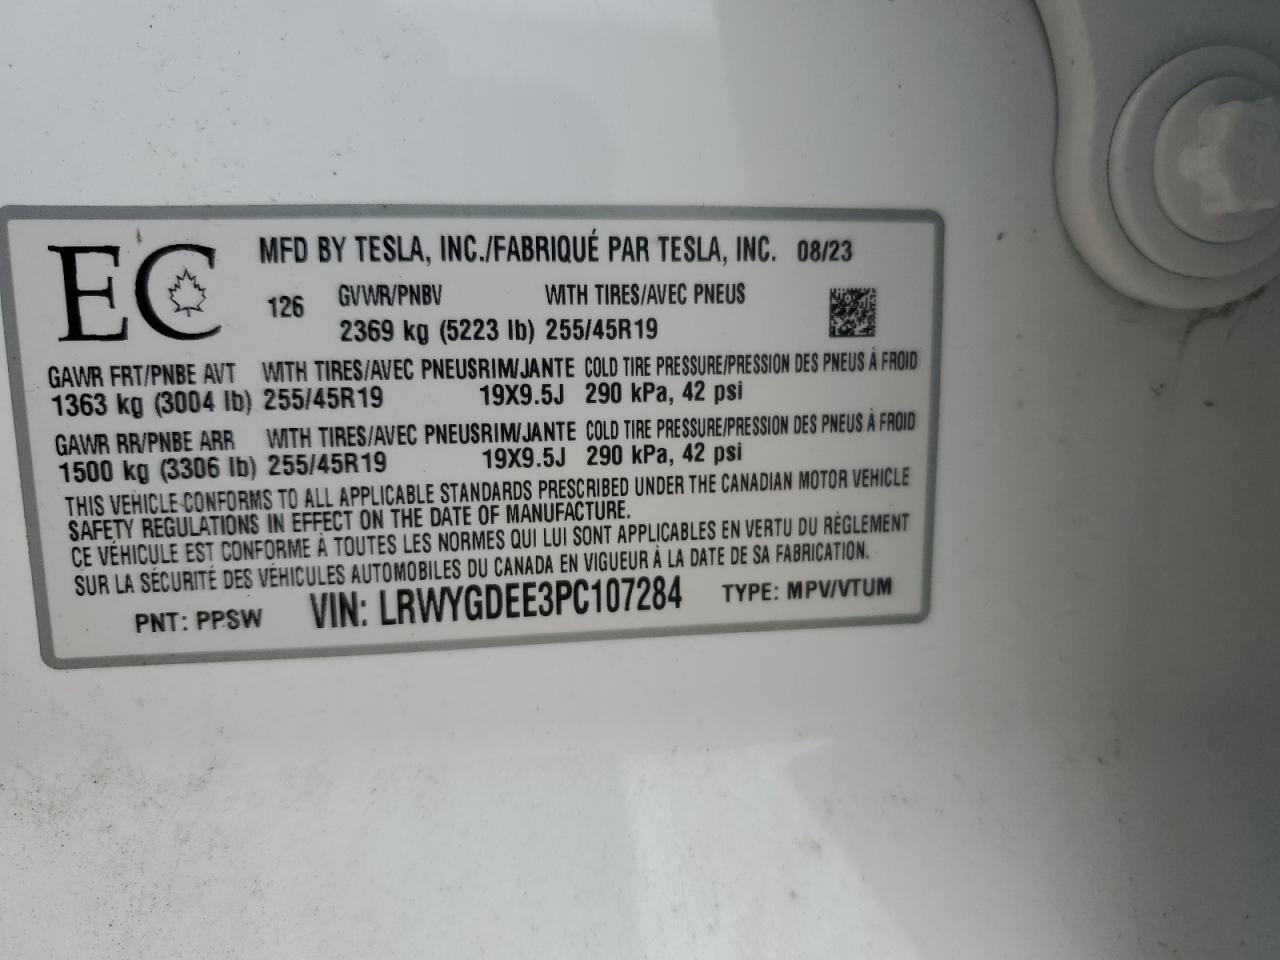 EC MFD BY TESLA, INC./FABRIQUÉ PAR TESLA, INC. 08/23
126 GVWR/PNBV WITH TIRES/AVEC PNEUS
2369 kg (5223 lb) 255/45R19
GAWR FRT/PNBE AVT WITH TIRES/AVEC PNEUS RIM/JANTE COLD TIRE PRESSURE/PRESSION DES PNEUS À FROID
1363 kg (3004 lb) 255/45R19 19X9.5J 290 kPa, 42 psi
GAWR RR/PNBE ARR WITH TIRES/AVEC PNEUS RIM/JANTE COLD TIRE PRESSURE/PRESSION DES PNEUS À FROID
1500 kg (3306 lb) 255/45R19 19X9.5J 290 kPa, 42 psi
THIS VEHICLE CONFORMS TO ALL APPLICABLE STANDARDS PRESCRIBED UNDER THE CANADIAN MOTOR VEHICLE
SAFETY REGULATIONS IN EFFECT ON THE DATE OF MANUFACTURE.
CE VÉHICULE EST CONFORME À TOUTES LES NORMES QUI LUI SONT APPLICABLES EN VERTU DU RÈGLEMENT
SUR LA SÉCURITÉ DES VÉHICULES AUTOMOBILES DU CANADA EN VIGUEUR À LA DATE DE SA FABRICATION.
PNT: PPSW VIN: LRWYGDEE3PC107284 TYPE: MPV/VTUM